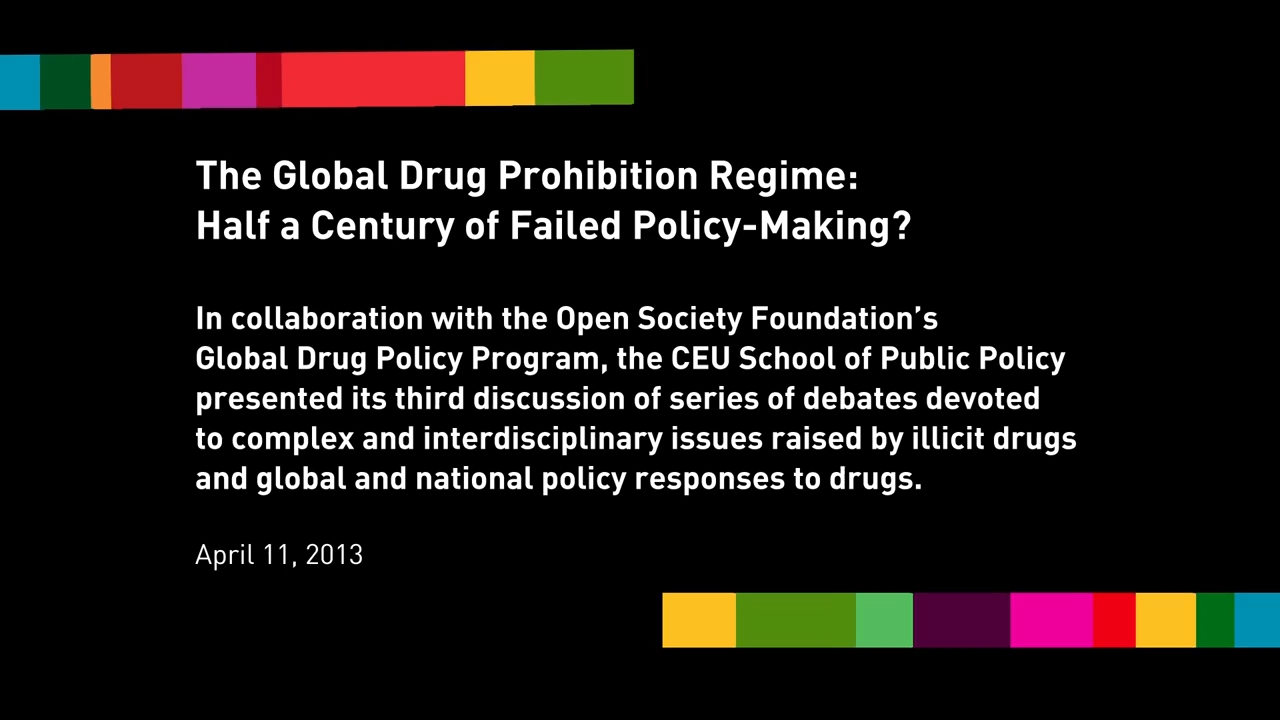 The Global Drug Prohibition Regime:
Half a Century of Failed Policy-Making?
In collaboration with the Open Society Foundation’s
Global Drug Policy Program, the CEU School of Public Policy
presented its third discussion of series of debates devoted
to complex and interdisciplinary issues raised by illicit drugs
and global and national policy responses to drugs.
April 11, 2013